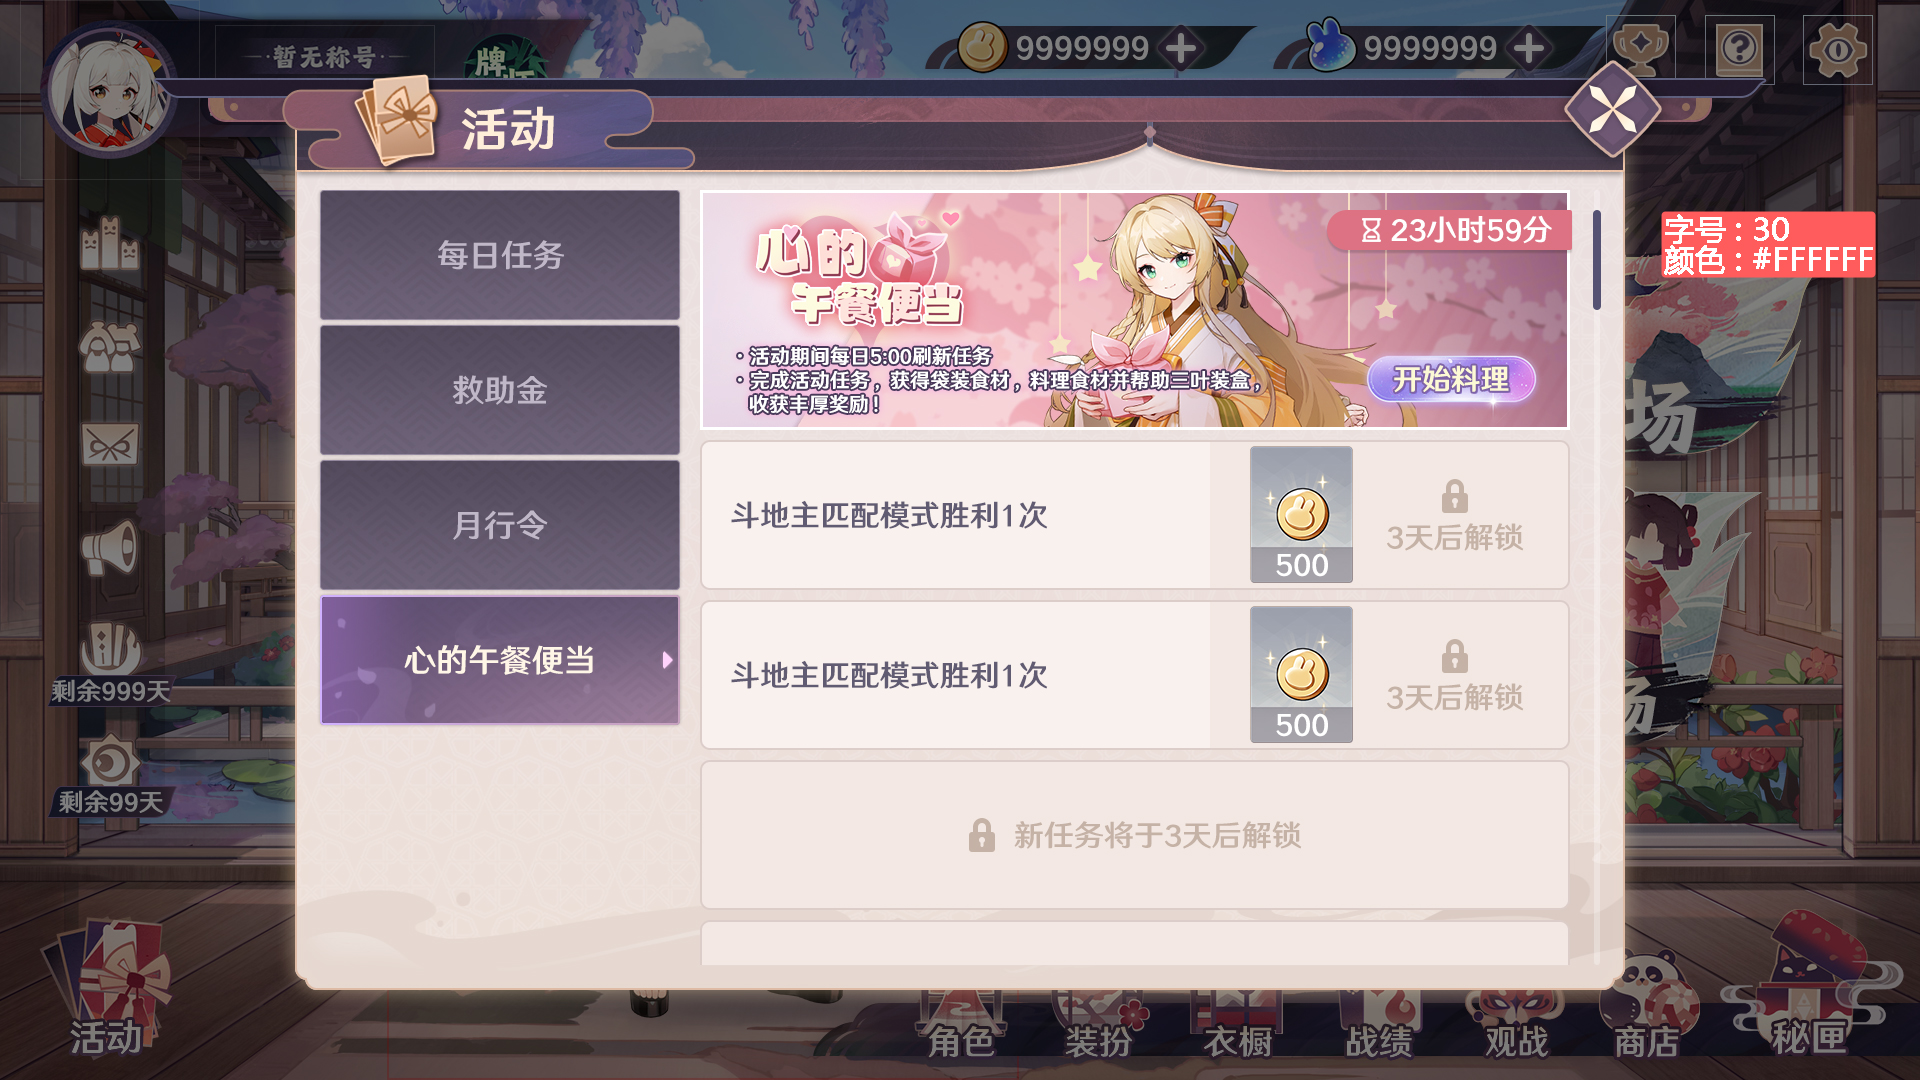 暂无称号
牌
9999999
9999999
活动
每日任务
救助金
月行令
心的午餐便当
心的
午餐便当
23小时59分
·活动期间每日5:00刷新任务
·完成活动任务，获得袋装食材，料理食材并帮助三叶装盒，
收获丰厚奖励！
开始料理
字号：30
颜色：#FFFFFF
斗地主匹配模式胜利1次
500
3天后解锁
斗地主匹配模式胜利1次
500
3天后解锁
新任务将于3天后解锁
剩余999天
剩余99天
场
场
活动
角色
装扮
衣橱
战绩
观战
商店
秘匣